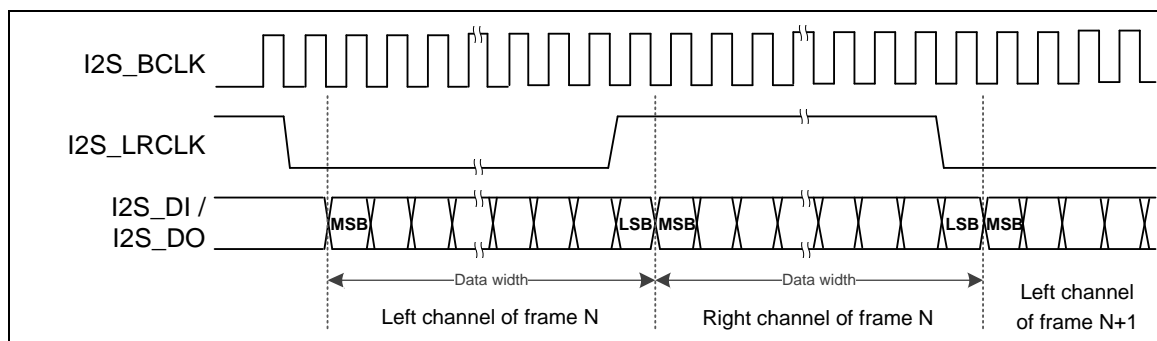 I2S_BCLK
I2S_LRCLK
I2S_DI /
I2S_DO
MSB LSB MSB LSB MSB
Data width Data width
Left channel of frame N Right channel of frame N Left channel
of frame N+1